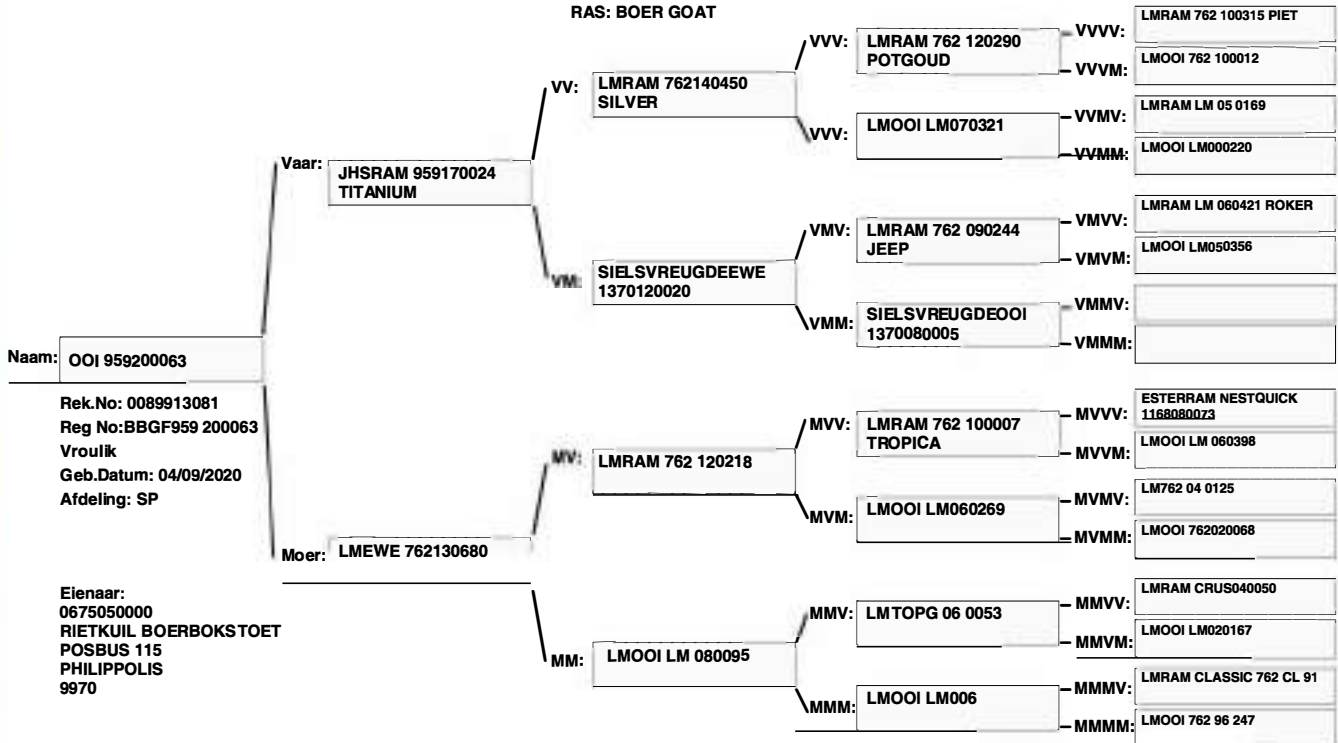 RAS: BOER GOAT
Naam: OOI 959200063
Rek.No: 0089913081
Reg No:BBGF959 200063
Vroulik
Geb.Datum: 04/09/2020
Afdeling: SP
Eienaar:
0675050000
RIETKUIL BOERBOKSTOET
POSBUS 115
PHILIPPOLIS
9970
Vaar: JHSRAM 959170024
TITANIUM
Moer: LMEWE 762130680
VV: LMRAM 762140450
SILVER
VM: SIELSVREUGDEEWE
1370120020
MV: LMRAM 762 120218
MM: LMOOI LM 080095
VVV: LMRAM 762 120290
POTGOUD
VVV: LMOOI LM070321
VMV: LMRAM 762 090244
JEEP
VMM: SIELSVREUGDEOOI
1370080005
MVV: LMRAM 762 100007
TROPICA
MVM: LMOOI LM060269
MMV: LMTOPG 06 0053
MMM: LMOOI LM006
VVVV: LMRAM 762 100315 PIET
VVVM: LMOOI 762 100012
VVMV: LMRAM LM 05 0169
VVMM: LMOOI LM000220
VMVV: LMRAM LM 060421 ROKER
VMVM: LMOOI LM050356
VMMV:
VMMM:
MVVV: ESTERRAM NESTQUICK
1168080073
MVVM: LMOOI LM 060398
MVMV: LM762 04 0125
MVMM: LMOOI 762020068
MMVV: LMRAM CRUS040050
MMVM: LMOOI LM020167
MMMV: LMRAM CLASSIC 762 CL 91
MMMM: LMOOI 762 96 247